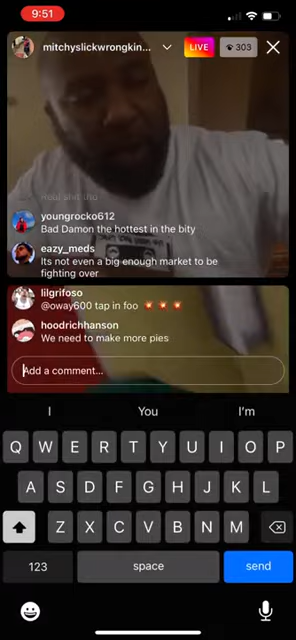 9:51
mitchyslickwrongkin...
LIVE
303
Real shit tho
youngrocko612
Bad Damon the hottest in the bity
eazy_meds
Its not even a big enough market to be
fighting over
lilgrifoso
@oway600 tap in foo 💥💥💥
hoodrichhanson
We need to make more pies
Add a comment...
I You I'm
Q W E R T Y U I O P
A S D F G H J K L
Z X C V B N M
123 space send